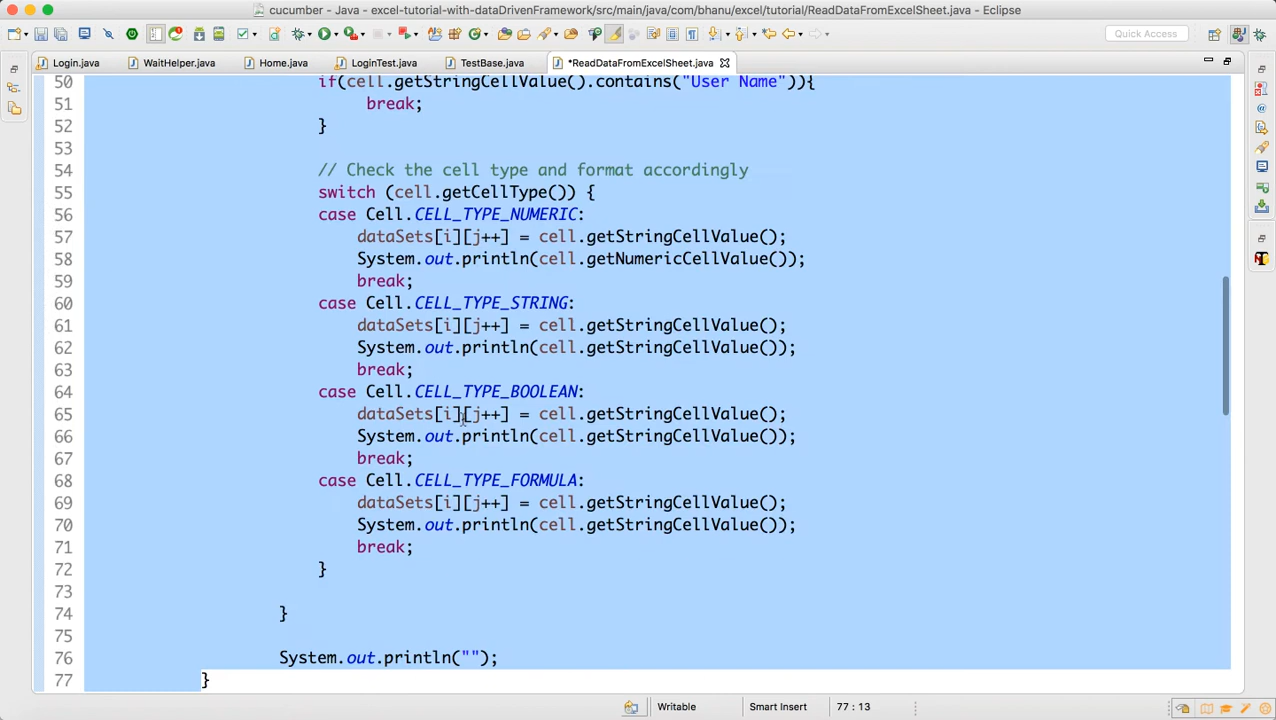 cucumber - Java - excel-tutorial-with-dataDrivenFramework/src/main/java/com/bhanu/excel/tutorial/ReadDataFromExcelSheet.java - Eclipse
Quick Access
Login.java WaitHelper.java Home.java LoginTest.java TestBase.java *ReadDataFromExcelSheet.java
50 if(cell.getStringCellValue().contains("User Name")){
51 break;
52 }
53
54 // Check the cell type and format accordingly
55 switch (cell.getCellType()) {
56 case Cell.CELL_TYPE_NUMERIC:
57 dataSets[i][j++] = cell.getStringCellValue();
58 System.out.println(cell.getNumericCellValue());
59 break;
60 case Cell.CELL_TYPE_STRING:
61 dataSets[i][j++] = cell.getStringCellValue();
62 System.out.println(cell.getStringCellValue());
63 break;
64 case Cell.CELL_TYPE_BOOLEAN:
65 dataSets[i][j++] = cell.getStringCellValue();
66 System.out.println(cell.getStringCellValue());
67 break;
68 case Cell.CELL_TYPE_FORMULA:
69 dataSets[i][j++] = cell.getStringCellValue();
70 System.out.println(cell.getStringCellValue());
71 break;
72 }
73
74 }
75
76 System.out.println("");
77 }
Writable Smart Insert 77 : 13